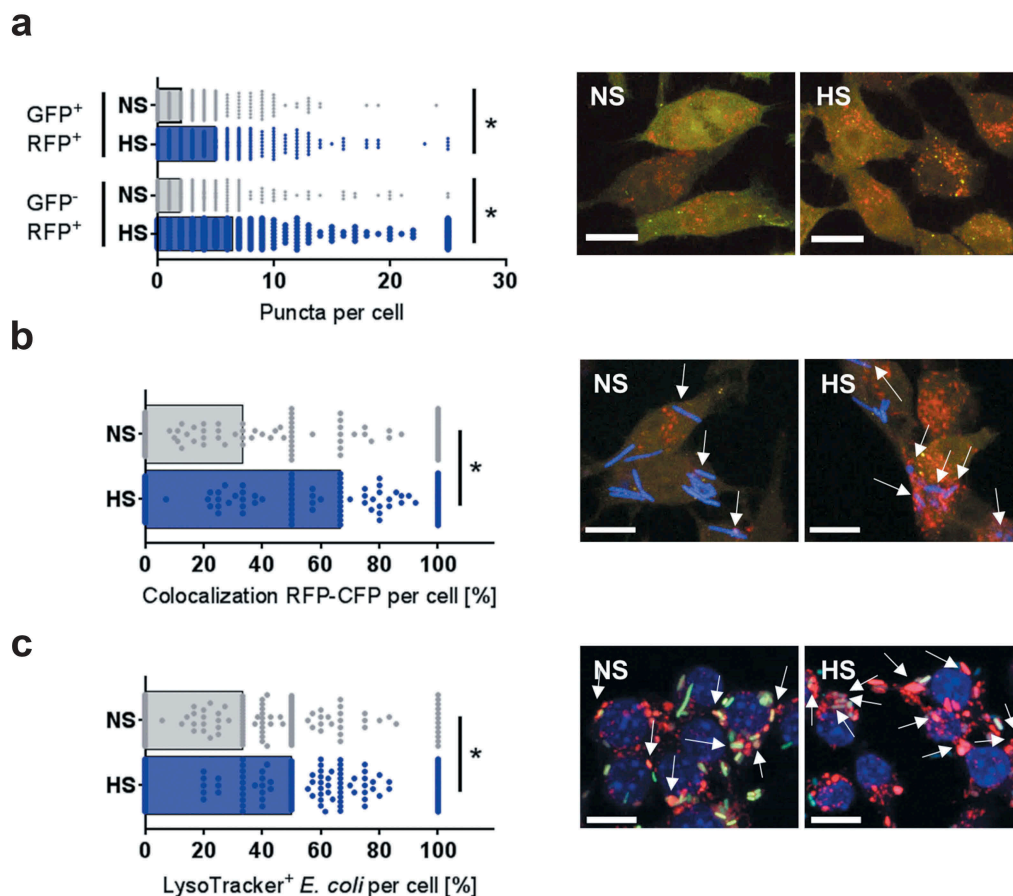 a
GFP⁺
RFP⁺
NS
HS
*
GFP⁻
RFP⁺
NS
HS
*
0 10 20 30
Puncta per cell
NS
HS
b
NS
HS
*
0 20 40 60 80 100
Colocalization RFP-CFP per cell [%]
NS
HS
c
NS
HS
*
0 20 40 60 80 100
LysoTracker⁺ E. coli per cell [%]
NS
HS